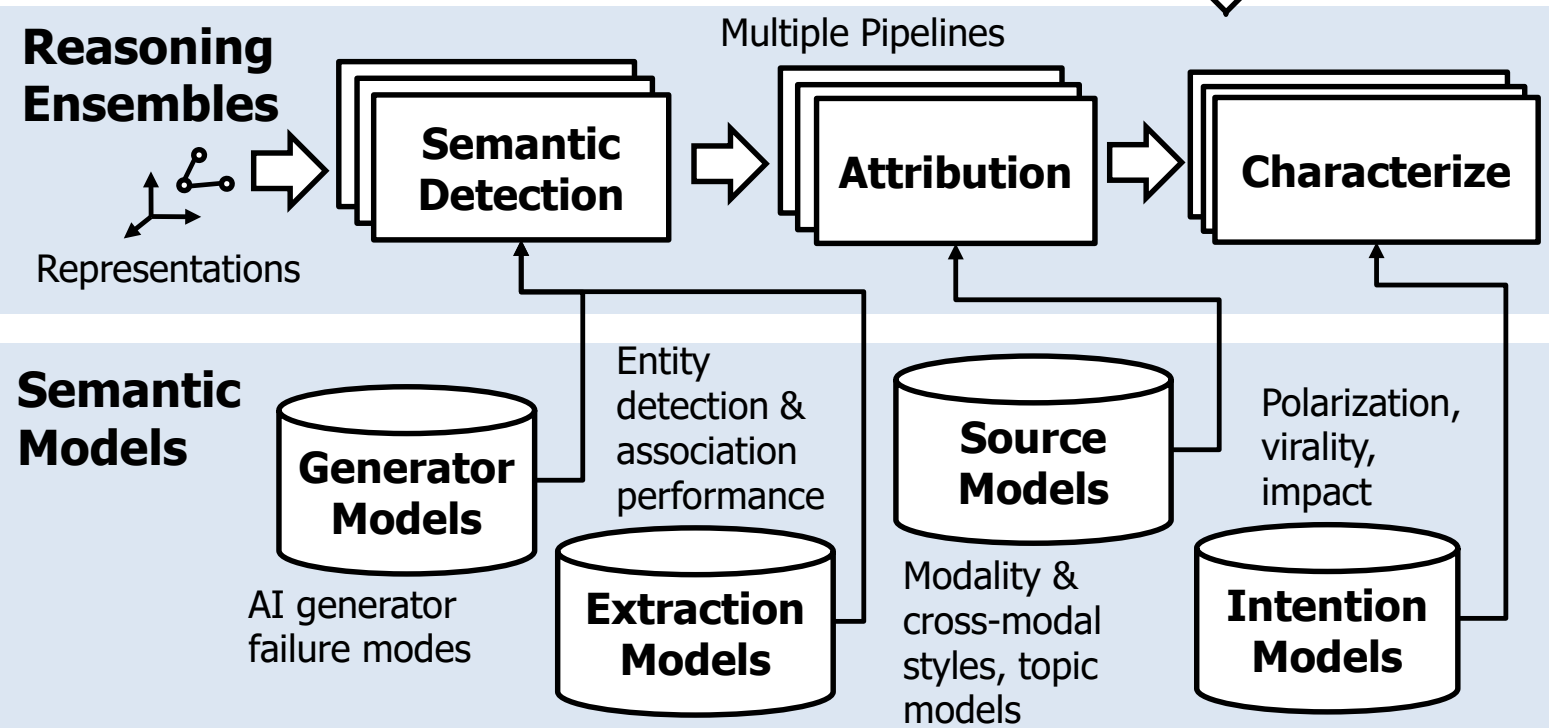 Reasoning
Ensembles
Multiple Pipelines
Representations
Semantic
Detection
Attribution
Characterize
Semantic
Models
Generator
Models
AI generator
failure modes
Entity
detection &
association
performance
Extraction
Models
Source
Models
Modality &
cross-modal
styles, topic
models
Polarization,
virality,
impact
Intention
Models